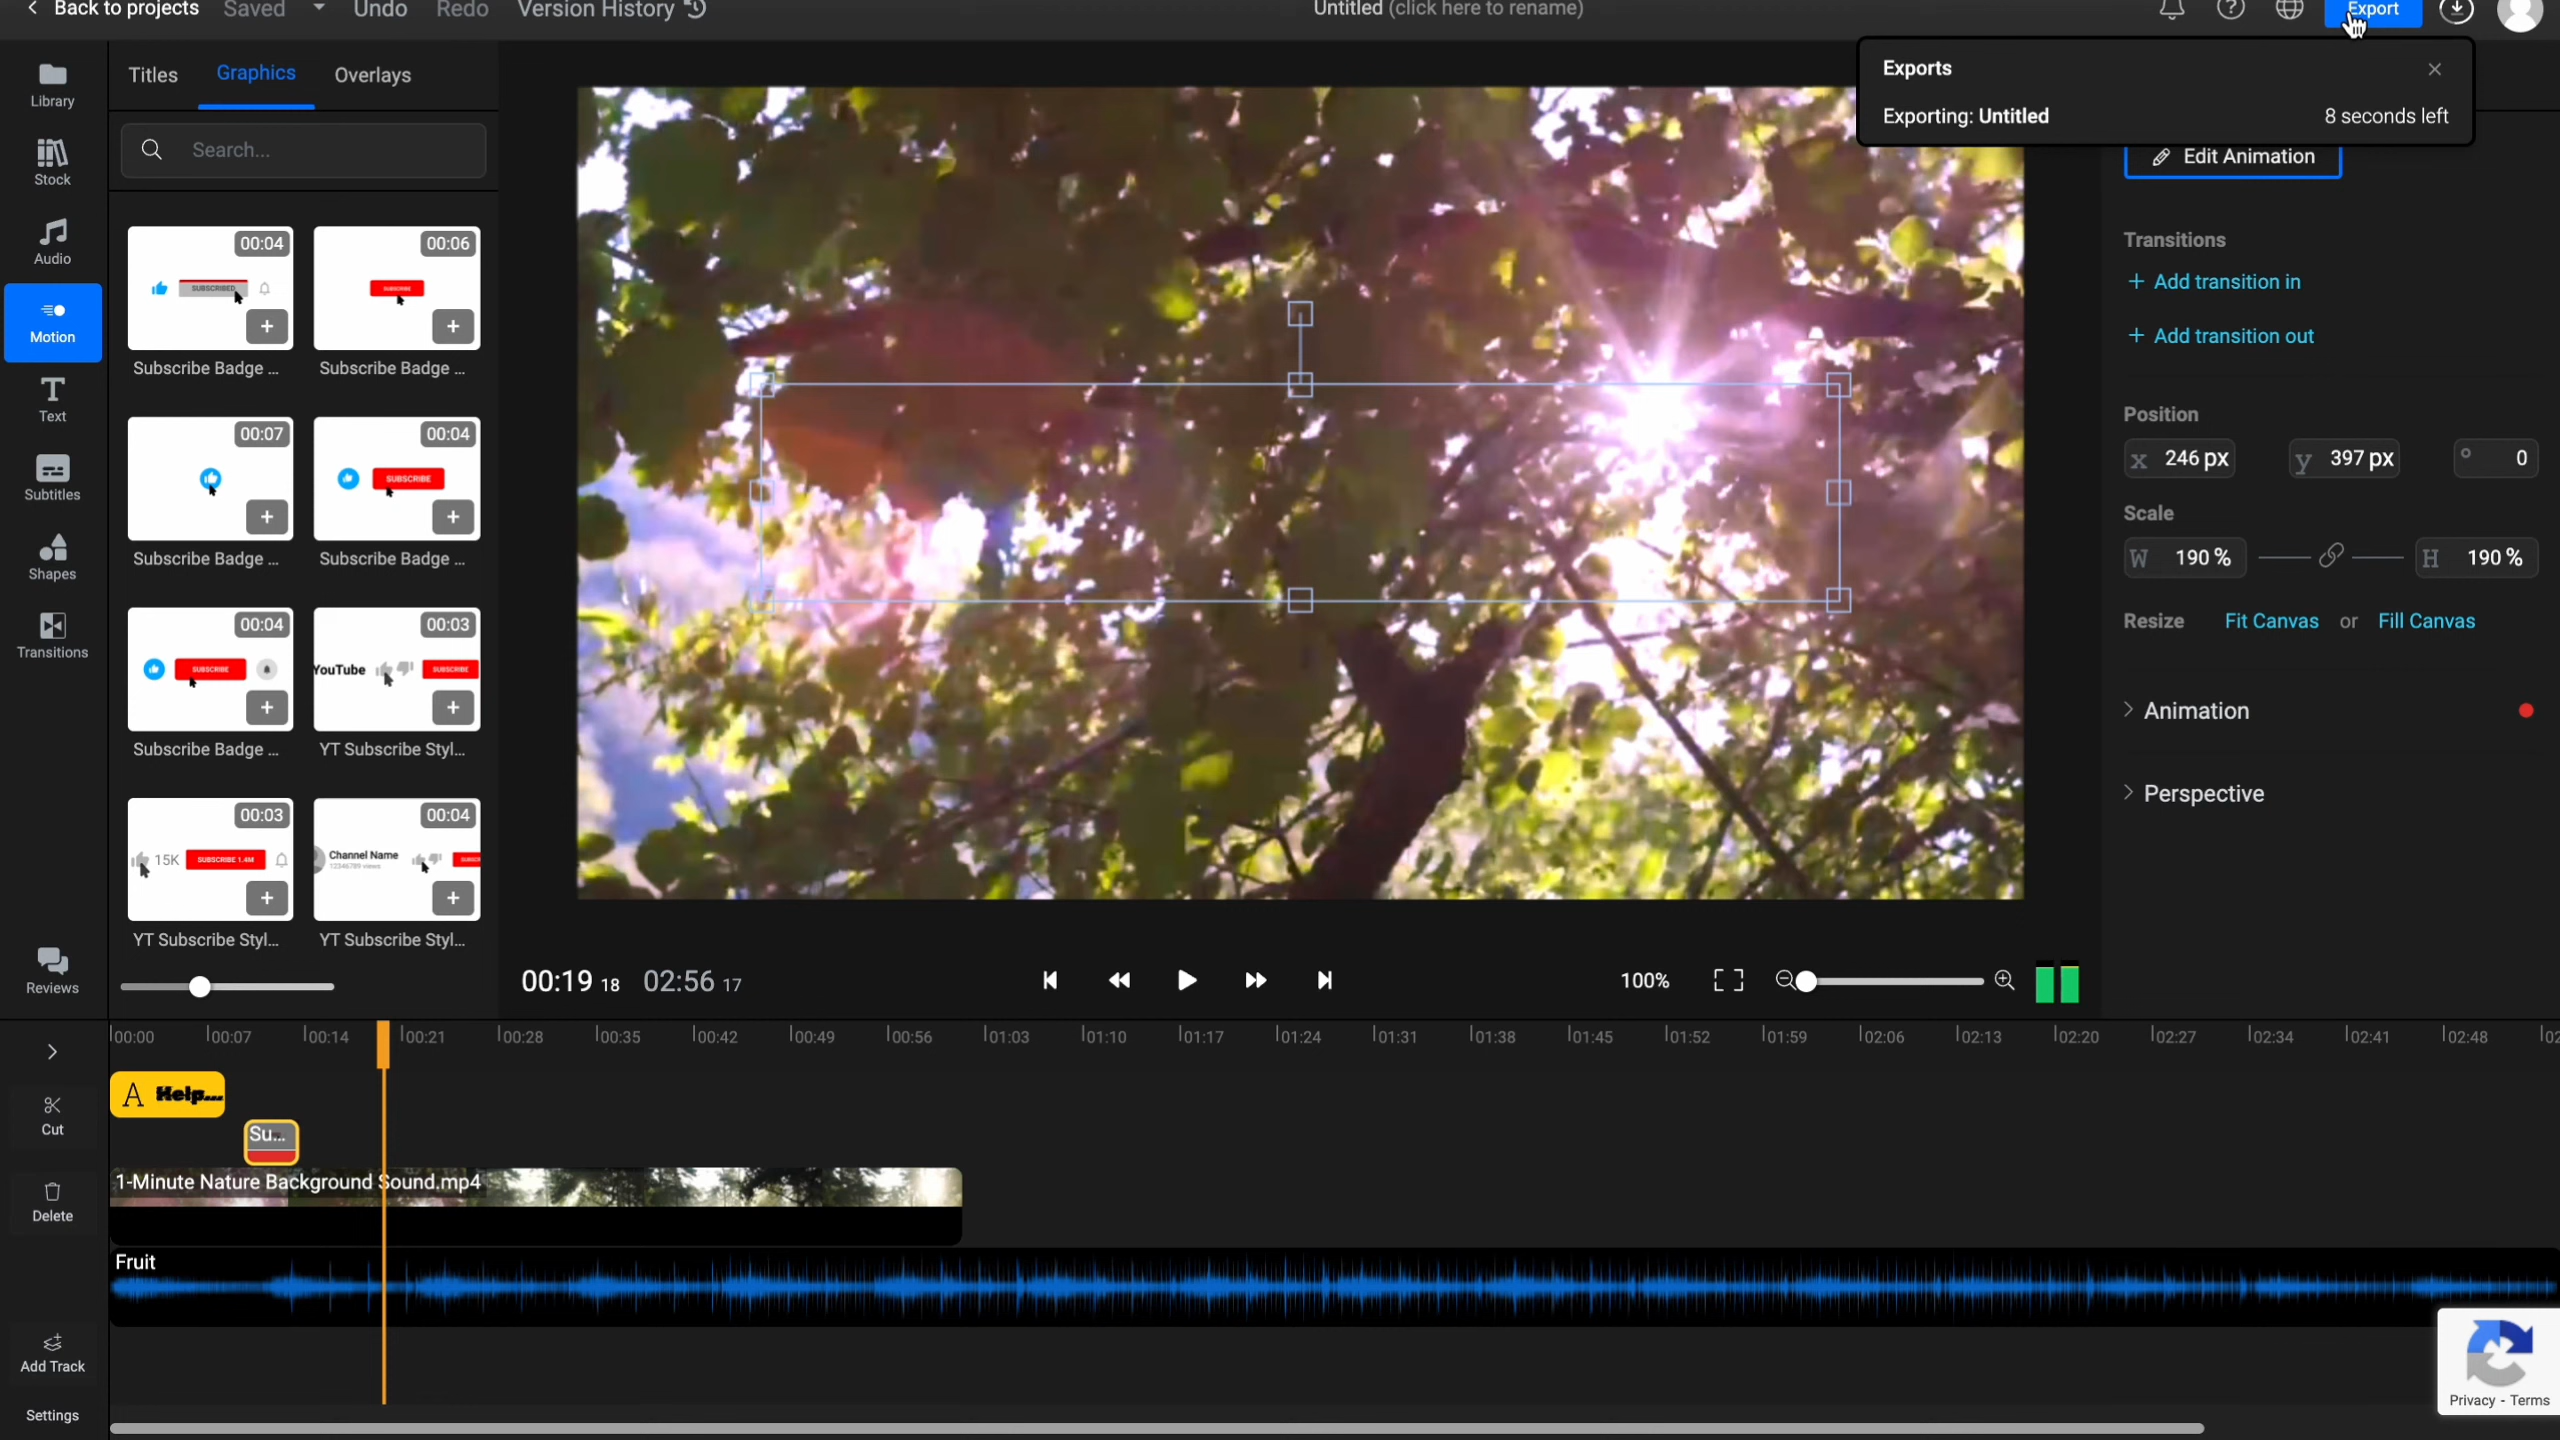 Back to projects Saved Undo Redo Version History Untitled (click here to rename) Export
Exports
Exporting: Untitled 8 seconds left
Titles Graphics Overlays
Search...
Library
Stock
Audio
Motion
Text
Subtitles
Shapes
Transitions
Reviews
00:04 00:06
SUBSCRIBED SUBSCRIBE
Subscribe Badge ... Subscribe Badge ...
00:07 00:04
SUBSCRIBE
Subscribe Badge ... Subscribe Badge ...
00:04 00:03
SUBSCRIBE YouTube SUBSCRIBE
Subscribe Badge ... YT Subscribe Styl...
00:03 00:04
15K SUBSCRIBE 1.4M Channel Name
12346789 views
YT Subscribe Styl... YT Subscribe Styl...
Edit Animation
Transitions
+ Add transition in
+ Add transition out
Position
x 246 px y 397 px ° 0
Scale
W 190 % H 190 %
Resize Fit Canvas or Fill Canvas
Animation
Perspective
00:19 18 02:56 17 100%
00:00 00:07 00:14 00:21 00:28 00:35 00:42 00:49 00:56 01:03 01:10 01:17 01:24 01:31 01:38 01:45 01:52 01:59 02:06 02:13 02:20 02:27 02:34 02:41 02:48
A Help...
Su...
1-Minute Nature Background Sound.mp4
Fruit
Cut
Delete
Add Track
Settings
Privacy - Terms